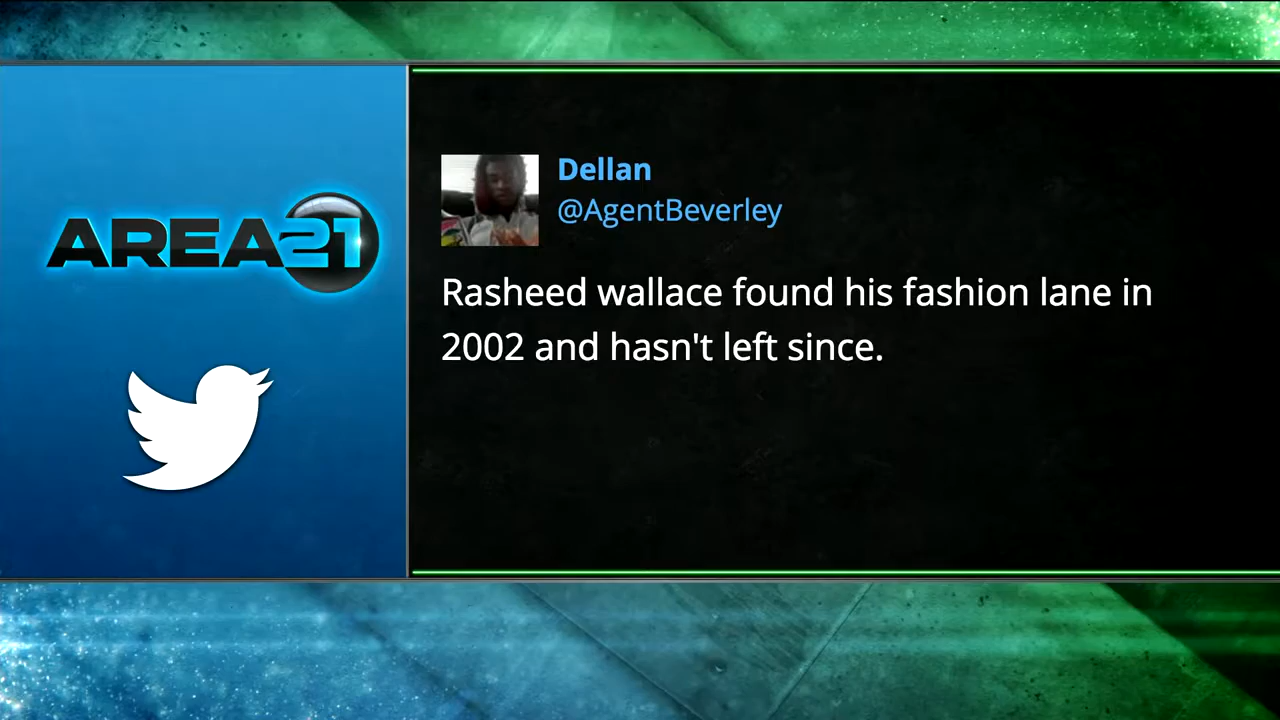 AREA21
Dellan
@AgentBeverley
Rasheed wallace found his fashion lane in
2002 and hasn't left since.